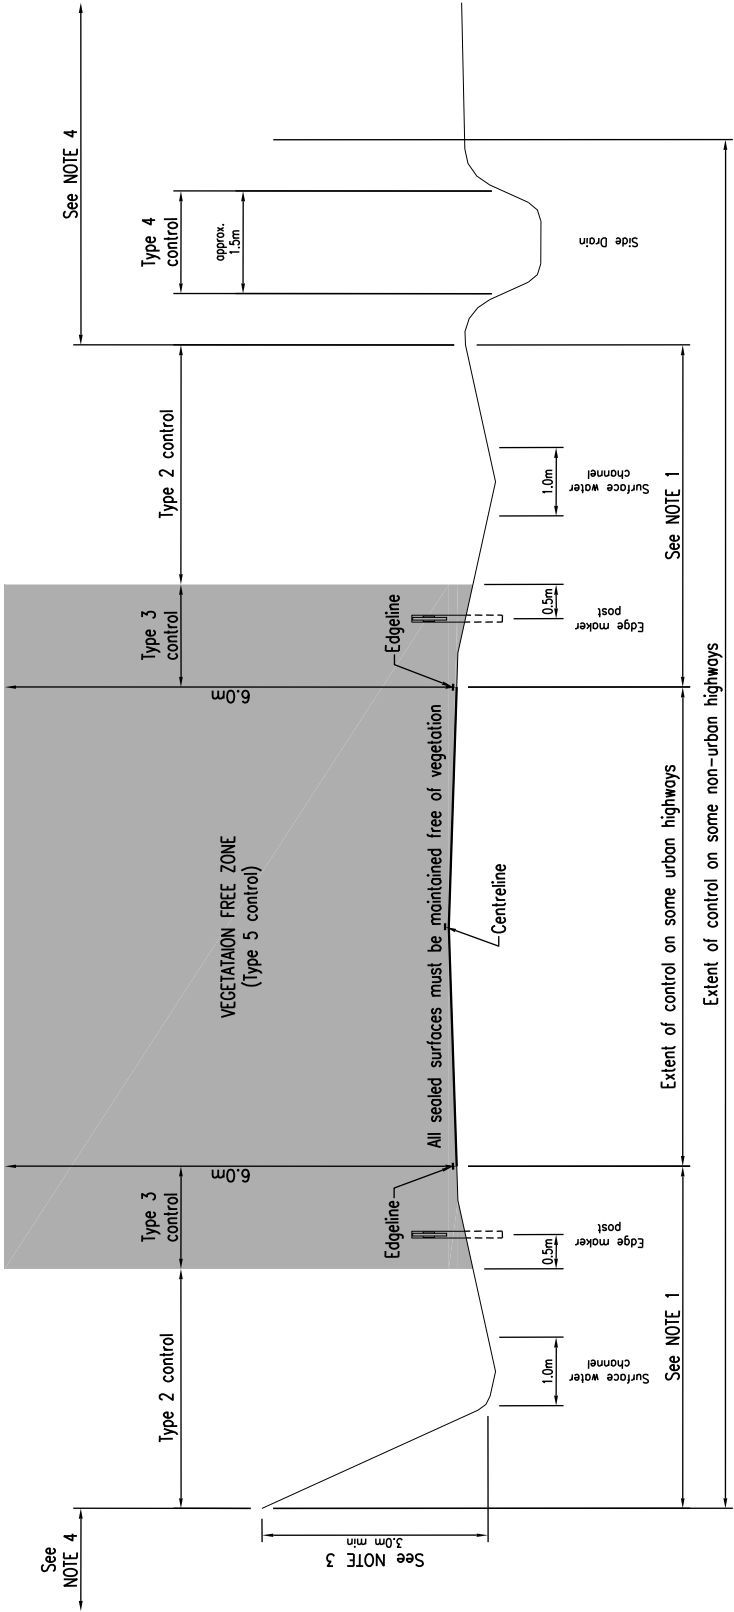 See
NOTE 4
See NOTE 4
Type 2 control
Type 3
control
VEGETATAION FREE ZONE
(Type 5 control)
Type 3
control
Type 2 control
Type 4
control
approx.
1.5m
6.0m
6.0m
See NOTE 3
3.0m min
Edgeline
All sealed surfaces must be maintained free of vegetation
Edgeline
Centreline
1.0m
Surface water
channel
0.5m
Edge maker
post
0.5m
Edge maker
post
1.0m
Surface water
channel
Side Drain
See NOTE 1
Extent of control on some urban highways
See NOTE 1
Extent of control on some non-urban highways